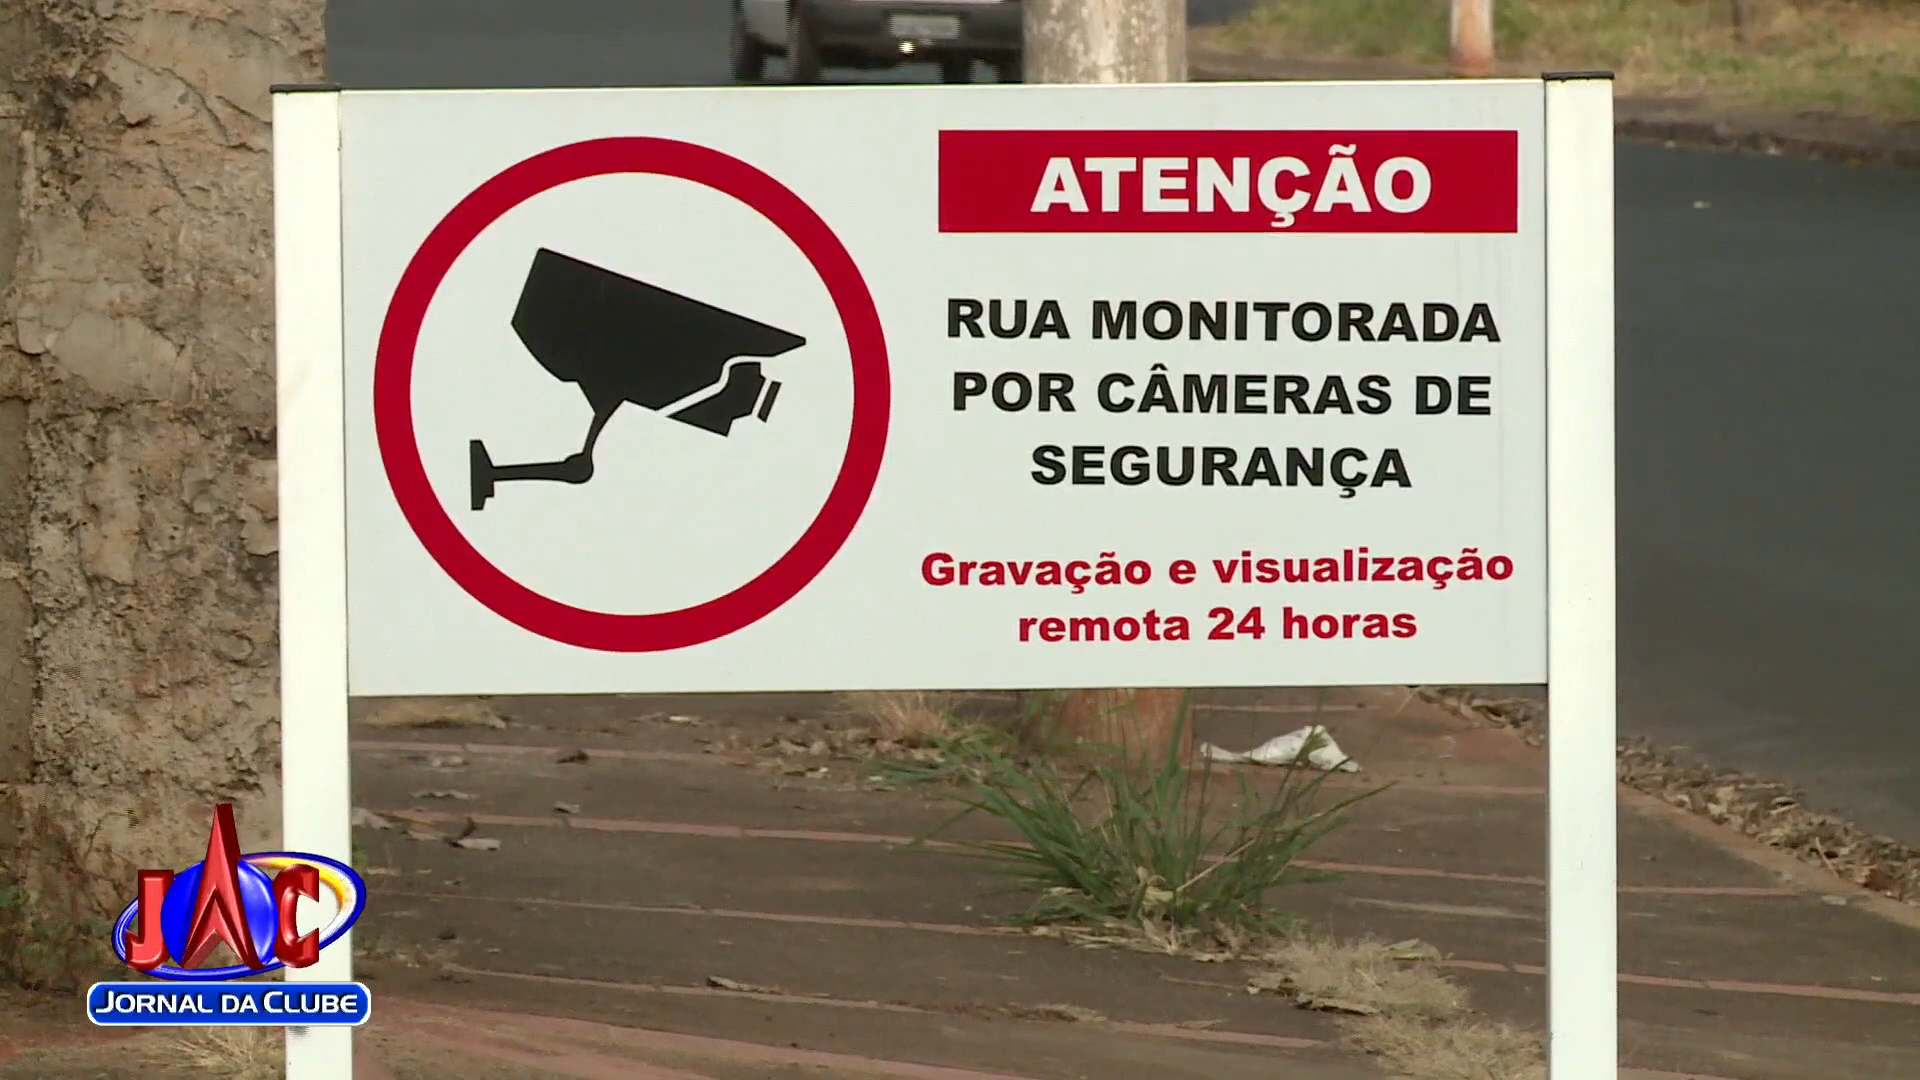 ATENÇÃO
RUA MONITORADA
POR CÂMERAS DE
SEGURANÇA
Gravação e visualização
remota 24 horas
JAC
JORNAL DA CLUBE